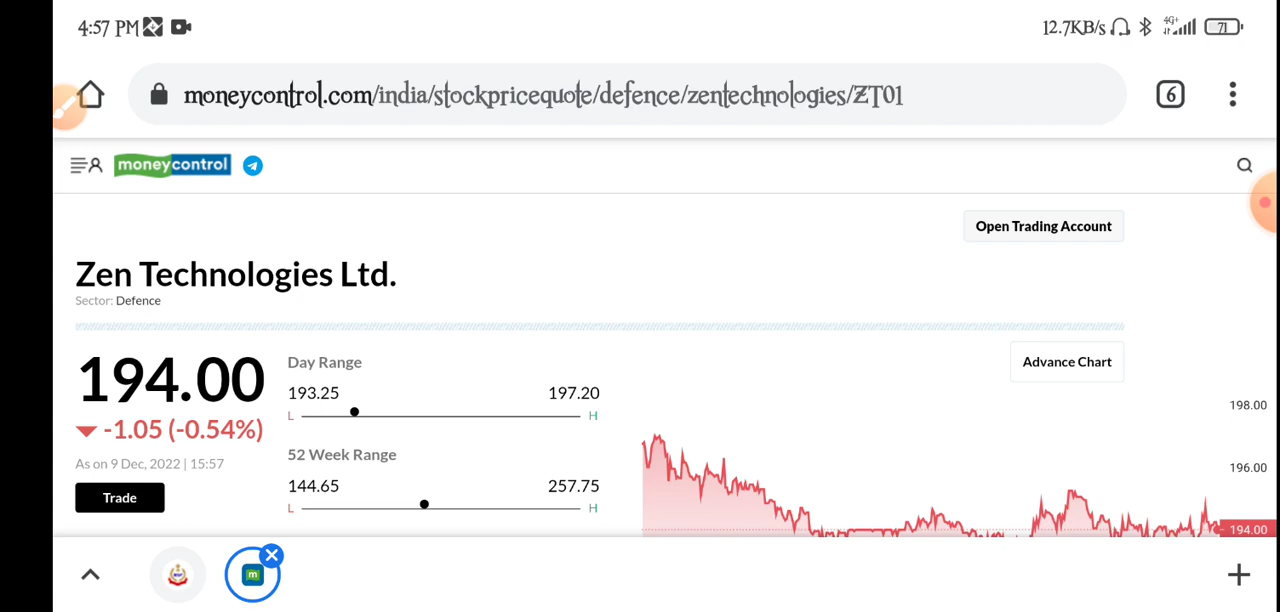 4:57 PM
12.7KB/s 4G+ 71
moneycontrol.com/india/stockpricequote/defence/zentechnologies/ZT01
6
moneycontrol
Open Trading Account
Zen Technologies Ltd.
Sector: Defence
194.00
-1.05 (-0.54%)
As on 9 Dec, 2022 | 15:57
Trade
Day Range
193.25 197.20
L H
52 Week Range
144.65 257.75
L H
Advance Chart
198.00
196.00
194.00
m